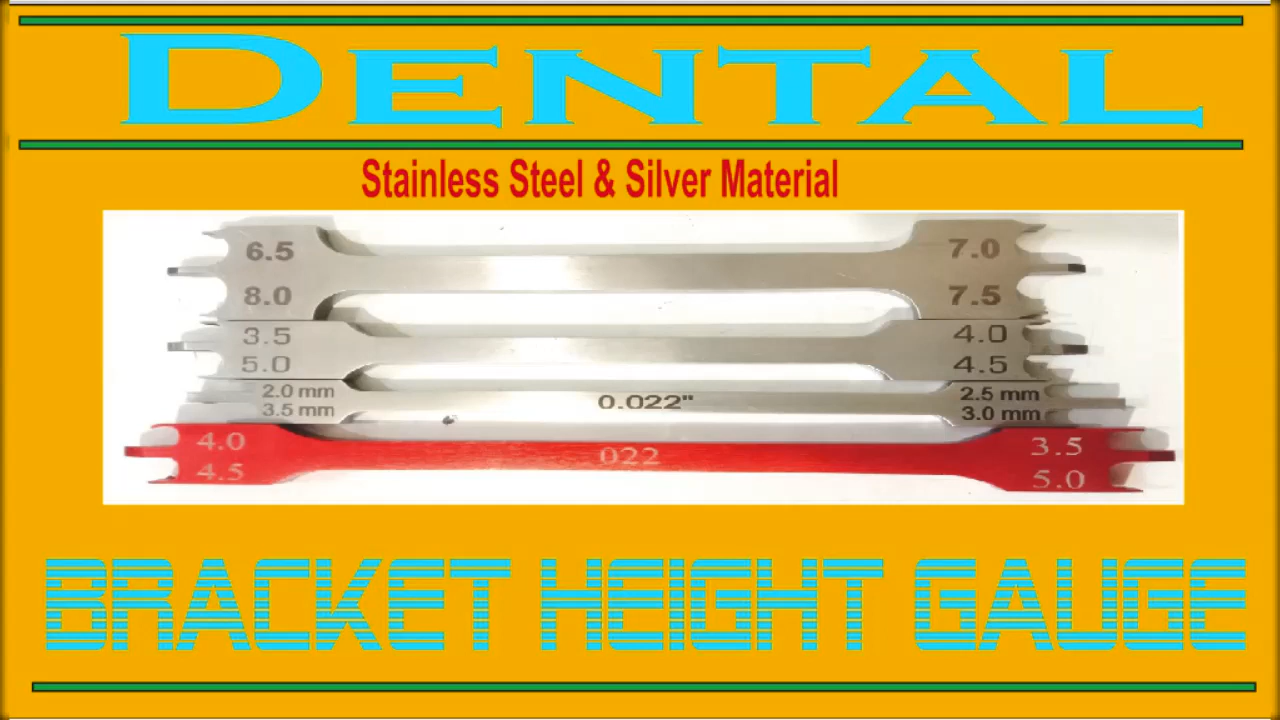 DENTAL
Stainless Steel & Silver Material
6.5 7.0
8.0 7.5
3.5 4.0
5.0 4.5
2.0 mm 0.022" 2.5 mm
3.5 mm 3.0 mm
4.0 022 3.5
4.5 5.0
BRACKET HEIGHT GAUGE